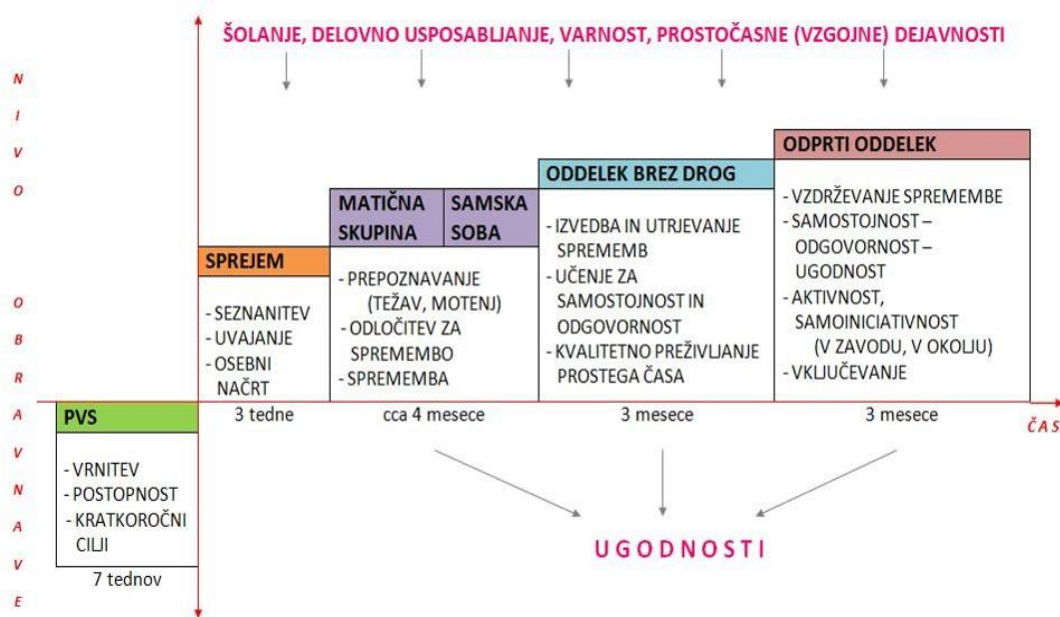 ŠOLANJE, DELOVNO USPOSABLJANJE, VARNOST, PROSTOČASNE (VZGOJNE) DEJAVNOSTI
NIVO OBRAVNAVE
PVS
- VRNITEV
- POSTOPNOST
- KRATKOROČNI
CILJI
7 tednov
SPREJEM
- SEZNANITEV
- UVAJANJE
- OSEBNI
NAČRT
3 tedne
MATIČNA
SKUPINA
SAMSKA
SOBA
- PREPOZNAVANJE
(TEŽAV, MOTENJ)
- ODLOČITEV ZA
SPREMEMBO
- SPREMEMBA
cca 4 mesece
ODDELEK BREZ DROG
- IZVEDBA IN UTRJEVANJE
SPREMEMB
- UČENJE ZA
SAMOSTOJNOST IN
ODGOVORNOST
- KVALITETNO PREŽIVLJANJE
PROSTEGA ČASA
3 mesece
ODPRTI ODDELEK
- VZDRŽEVANJE SPREMEMBE
- SAMOSTOJNOST –
ODGOVORNOST –
UGODNOST
- AKTIVNOST,
SAMOINICIATIVNOST
(V ZAVODU, V OKOLJU)
- VKLJUČEVANJE
3 mesece
ČAS
UGODNOSTI